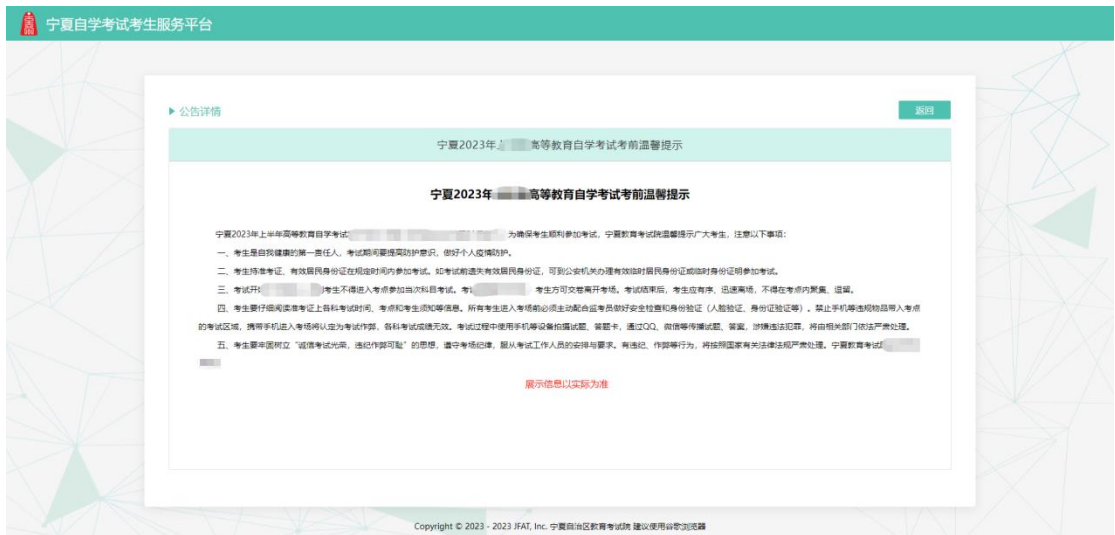 宁夏自学考试考生服务平台
公告详情
返回
宁夏2023年 高等教育自学考试考前温馨提示
宁夏2023年 高等教育自学考试考前温馨提示
宁夏2023年上半年高等教育自学考试 为确保考生顺利参加考试，宁夏教育考试院温馨提示广大考生，注意以下事项：
一、考生是自我健康的第一责任人，考试期间要提高防护意识，做好个人疫情防护。
二、考生持准考证、有效居民身份证在规定时间内参加考试。如考试前遗失有效居民身份证，可到公安机关办理有效临时居民身份证或临时身份证明参加考试。
三、考试开 考生不得进入考点参加当次科目考试。考 考生方可交卷离开考场。考试结束后，考生应有序、迅速离场，不得在考点内聚集、逗留。
四、考生要仔细阅读准考证上各科考试时间、考点和考生须知等信息。所有考生进入考场前必须主动配合监考员做好安全检查和身份验证（人脸验证、身份证验证等）。禁止手机等违规物品带入考点
的考试区域，携带手机进入考场将认定为考试作弊，各科考试成绩无效。考试过程中使用手机等设备拍摄试题、答题卡，通过QQ、微信等传播试题、答案，涉嫌违法犯罪，将由相关部门依法严肃处理。
五、考生要牢固树立“诚信考试光荣，违纪作弊可耻”的思想，遵守考场纪律，服从考试工作人员的安排与要求。有违纪、作弊等行为，将按照国家有关法律法规严肃处理。宁夏教育考试
展示信息以实际为准
Copyright © 2023 - 2023 JFAT, Inc. 宁夏自治区教育考试院 建议使用谷歌浏览器